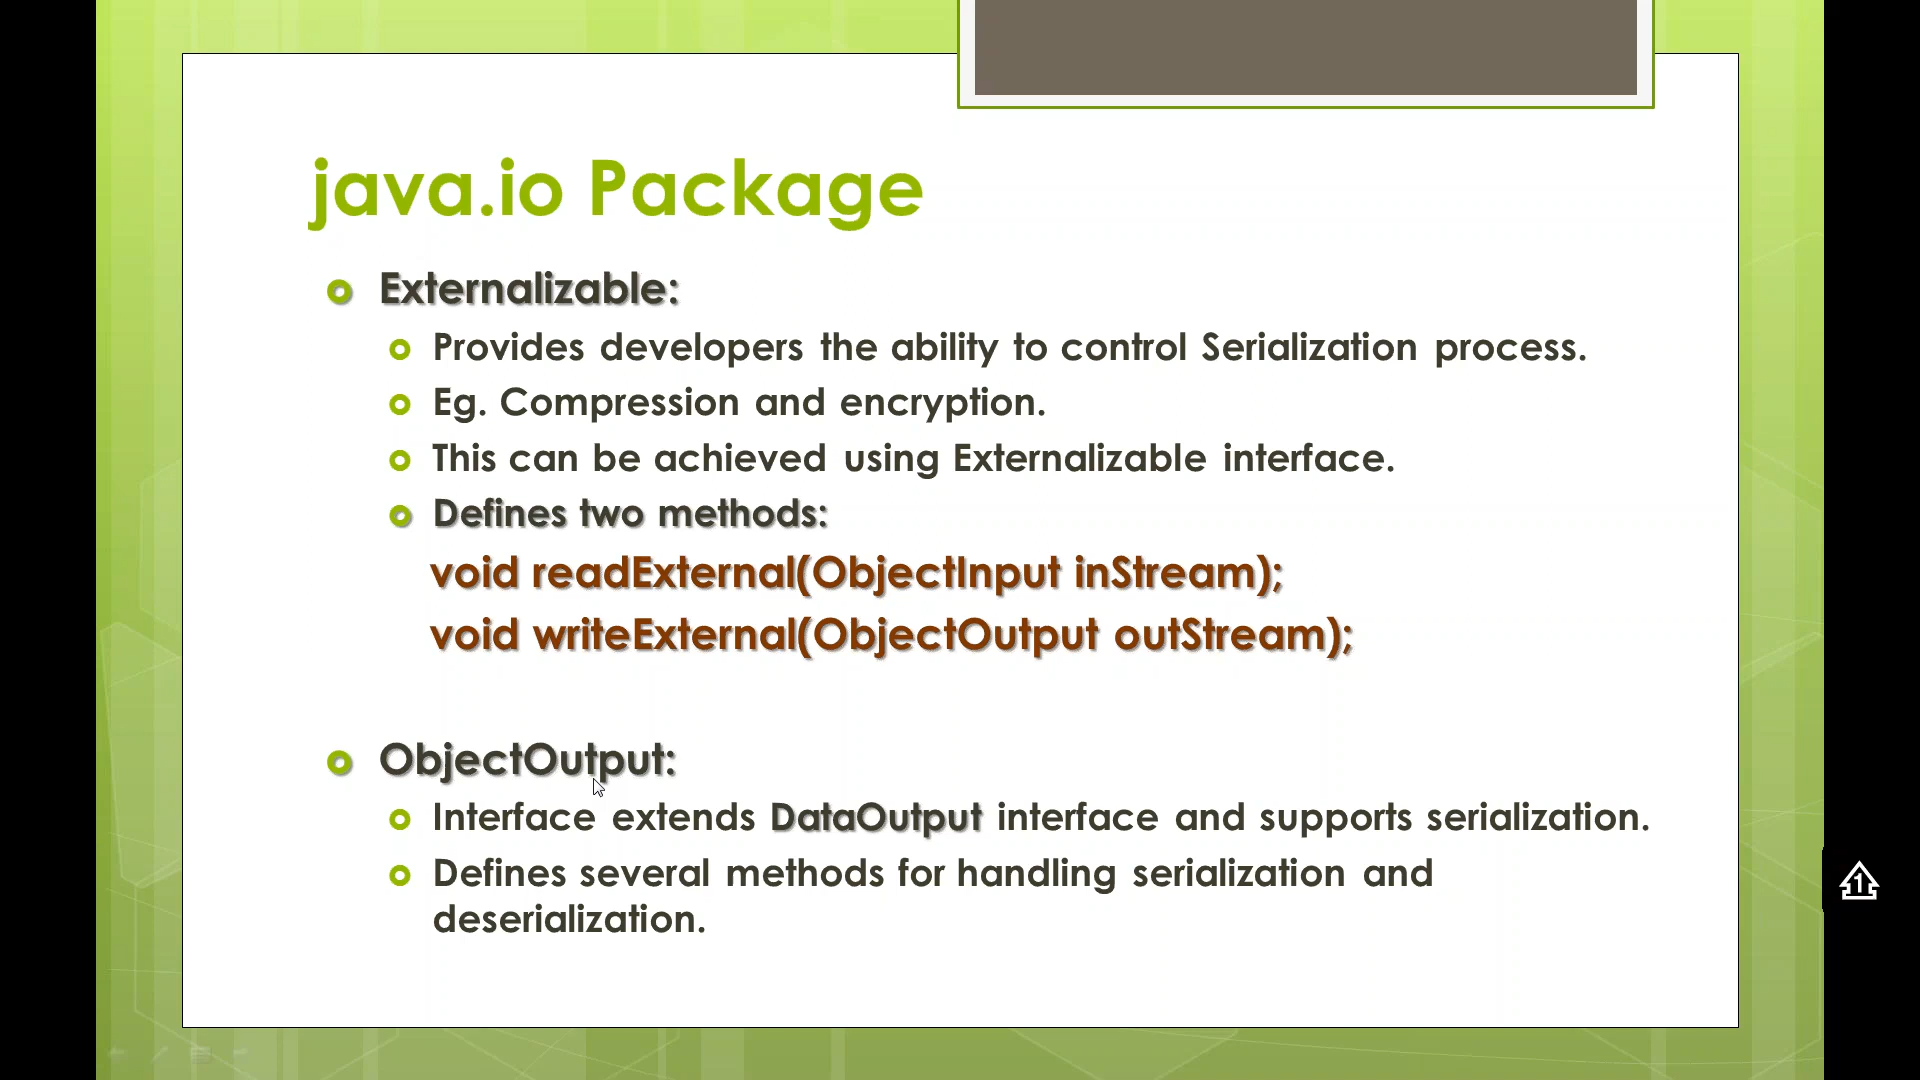 java.io Package
Externalizable:
Provides developers the ability to control Serialization process.
Eg. Compression and encryption.
This can be achieved using Externalizable interface.
Defines two methods:
void readExternal(ObjectInput inStream);
void writeExternal(ObjectOutput outStream);
ObjectOutput:
Interface extends DataOutput interface and supports serialization.
Defines several methods for handling serialization and
deserialization.
1